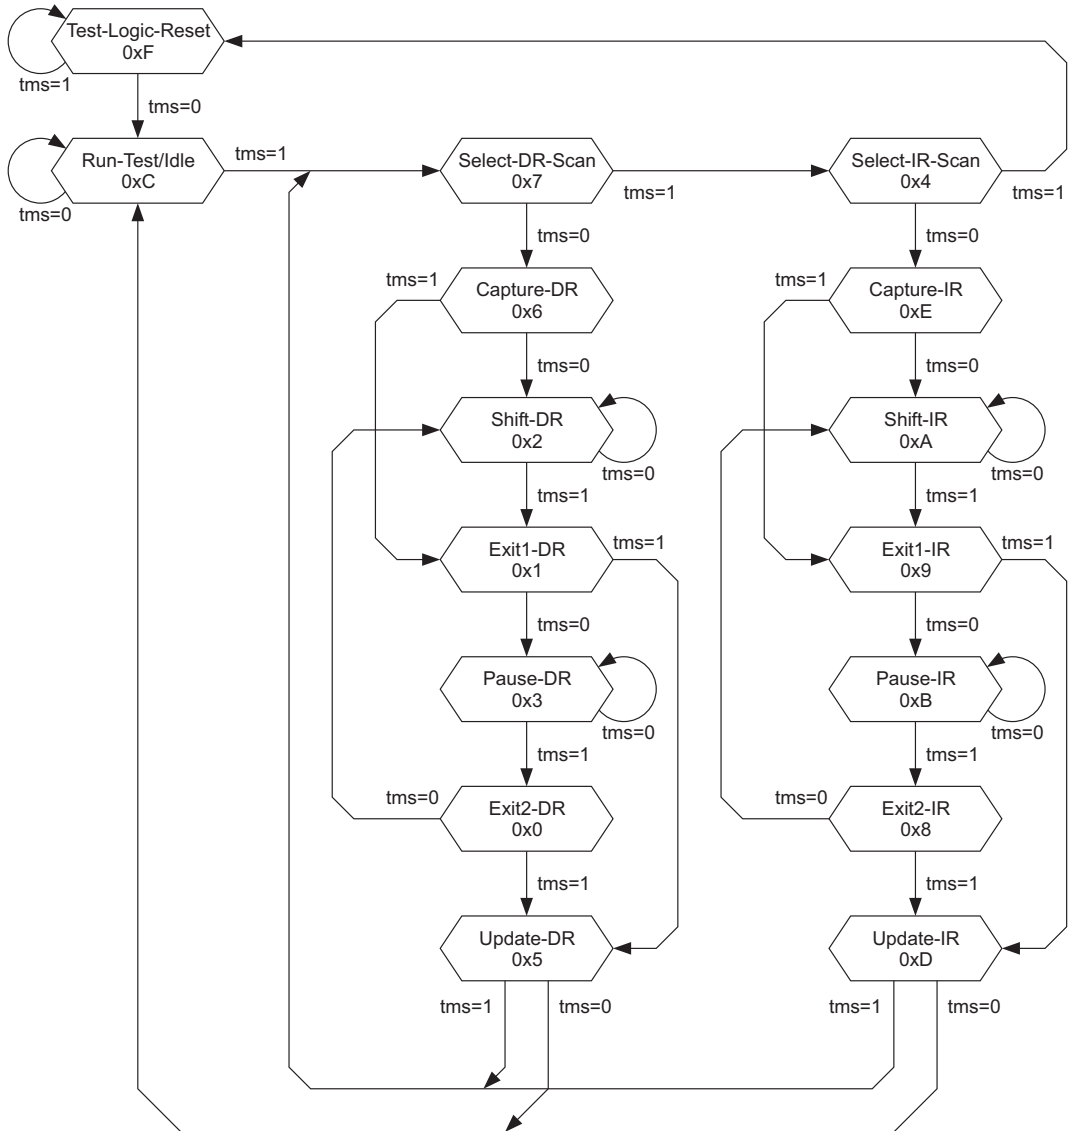 Test-Logic-Reset
0xF
tms=1
tms=0
Run-Test/Idle
0xC
tms=0
tms=1
Select-DR-Scan
0x7
tms=1
Select-IR-Scan
0x4
tms=1
tms=0
tms=0
tms=1
Capture-DR
0x6
tms=1
Capture-IR
0xE
tms=0
tms=0
Shift-DR
0x2
tms=0
Shift-IR
0xA
tms=0
tms=1
tms=1
Exit1-DR
0x1
tms=1
Exit1-IR
0x9
tms=1
tms=0
tms=0
Pause-DR
0x3
tms=0
Pause-IR
0xB
tms=0
tms=1
tms=1
tms=0
Exit2-DR
0x0
tms=0
Exit2-IR
0x8
tms=1
tms=1
Update-DR
0x5
Update-IR
0xD
tms=1
tms=0
tms=1
tms=0